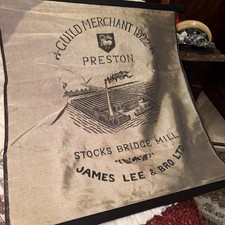 GUILD MERCHANT 1922
PRESTON
STOCKS BRIDGE MILL
JAMES LEE & BRO LTD